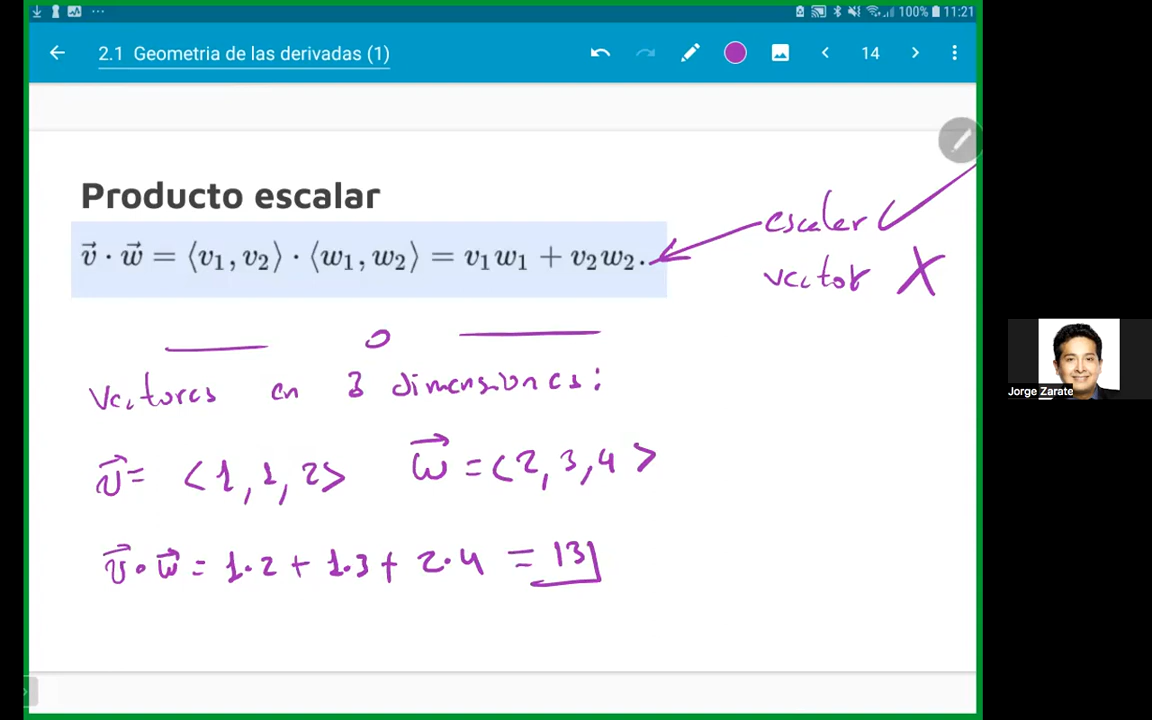 100% 11:21
2.1 Geometria de las derivadas (1) 14
Producto escalar
v⃗ · w⃗ = ⟨v₁, v₂⟩ · ⟨w₁, w₂⟩ = v₁w₁ + v₂w₂.
escaler ✓
vector X
vectores en 3 dimensiones:
v⃗ = <1, 1, 2> w⃗ = <2, 3, 4>
v⃗ · w⃗ = 1·2 + 1·3 + 2·4 = 13
Jorge Zarate